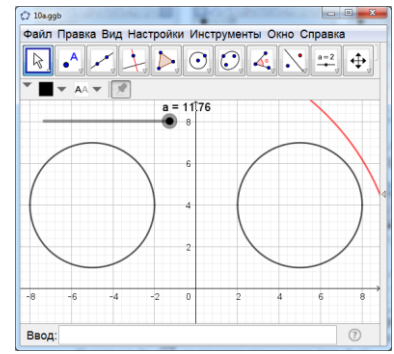 10a.ggb
Файл Правка Вид Настройки Инструменты Окно Справка
A a=2
AA
a = 11.76
8
6
4
2
-8 -6 -4 -2 0 2 4 6 8
Ввод:
?